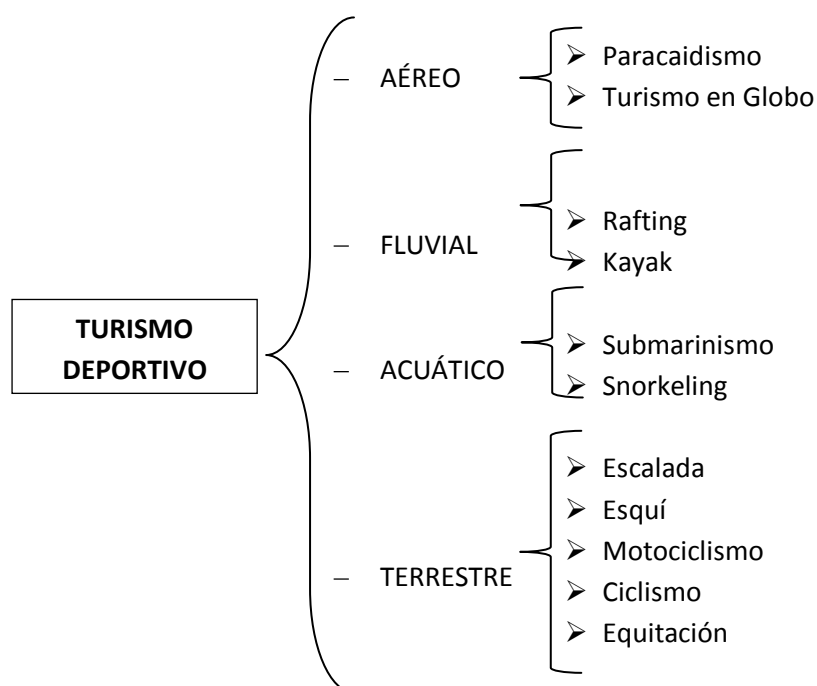 TURISMO
DEPORTIVO
– AÉREO
➢ Paracaidismo
➢ Turismo en Globo
– FLUVIAL
➢ Rafting
➢ Kayak
– ACUÁTICO
➢ Submarinismo
➢ Snorkeling
– TERRESTRE
➢ Escalada
➢ Esquí
➢ Motociclismo
➢ Ciclismo
➢ Equitación